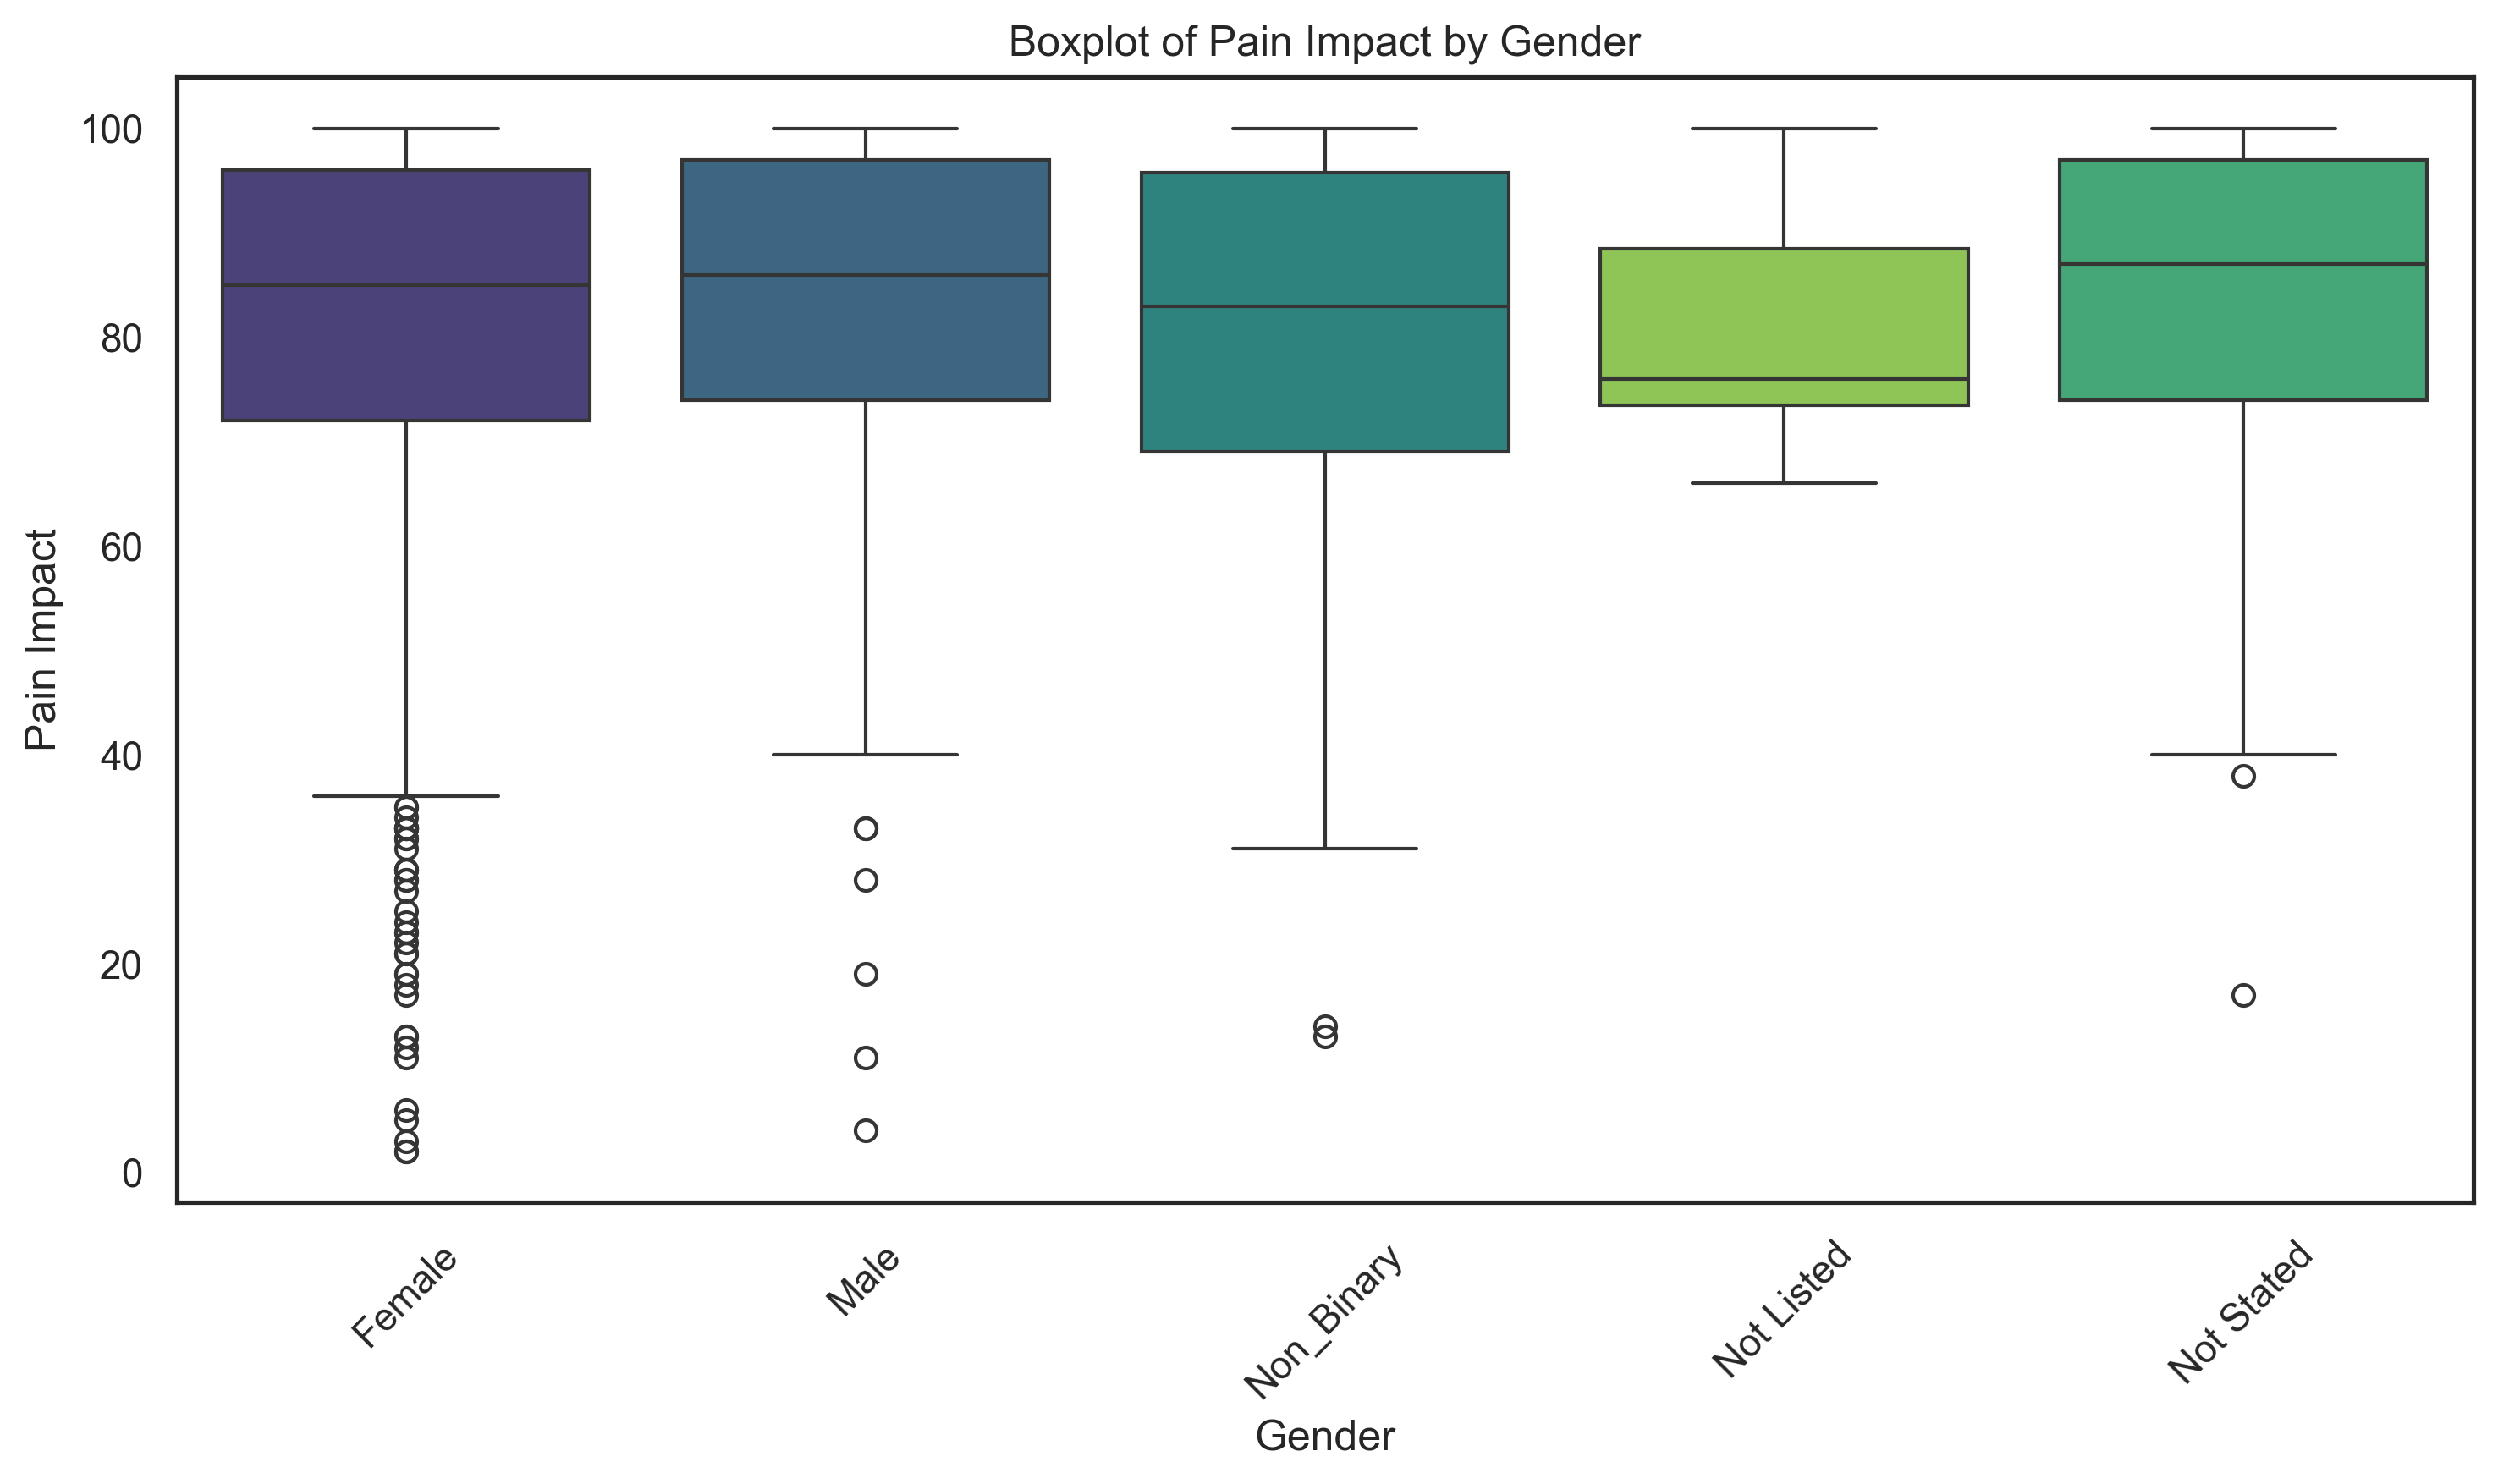 Boxplot of Pain Impact by Gender
100
80
60
40
20
0
Pain Impact
Female
Male
Non_Binary
Not Listed
Not Stated
Gender